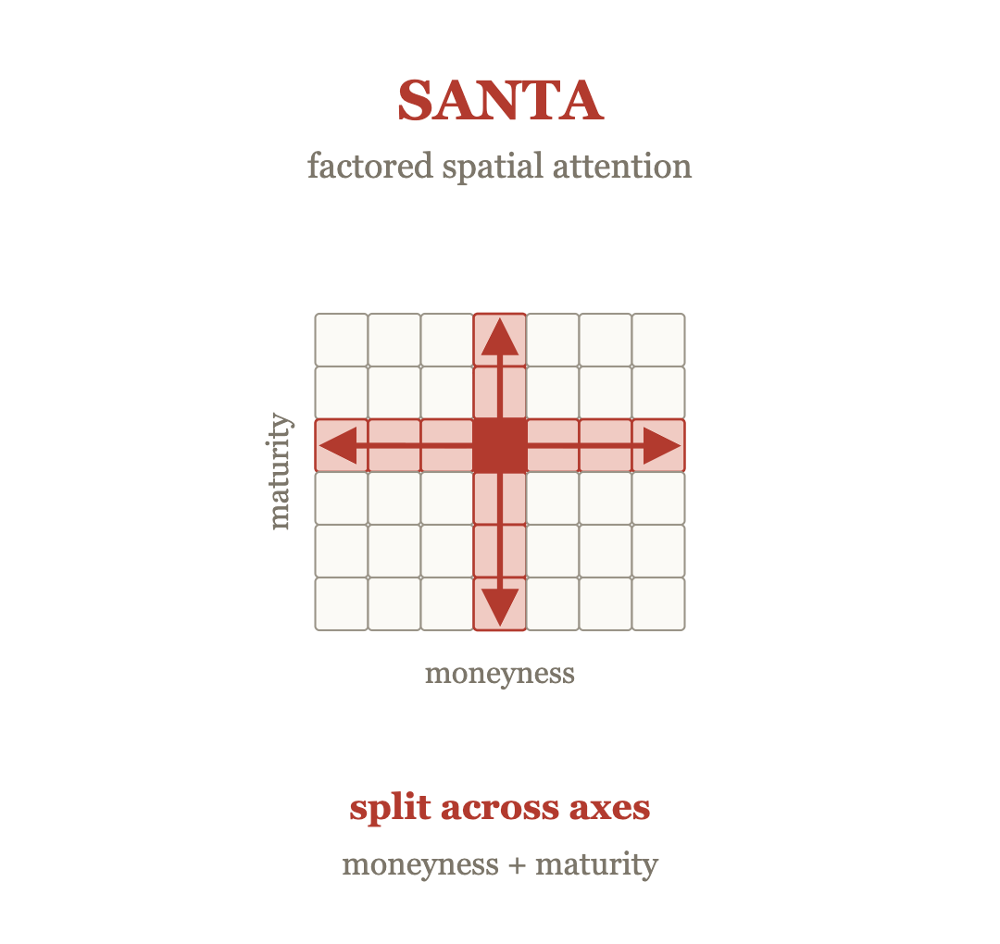 SANTA
factored spatial attention
maturity
moneyness
split across axes
moneyness + maturity